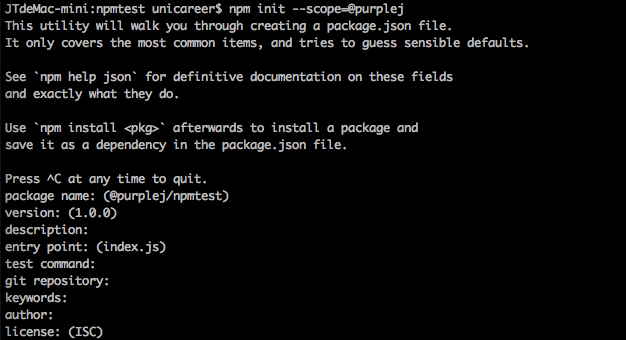 JTdeMac-mini:npmtest unicareer$ npm init --scope=@purplej
This utility will walk you through creating a package.json file.
It only covers the most common items, and tries to guess sensible defaults.

See `npm help json` for definitive documentation on these fields
and exactly what they do.

Use `npm install <pkg>` afterwards to install a package and
save it as a dependency in the package.json file.

Press ^C at any time to quit.
package name: (@purplej/npmtest)
version: (1.0.0)
description:
entry point: (index.js)
test command:
git repository:
keywords:
author:
license: (ISC)